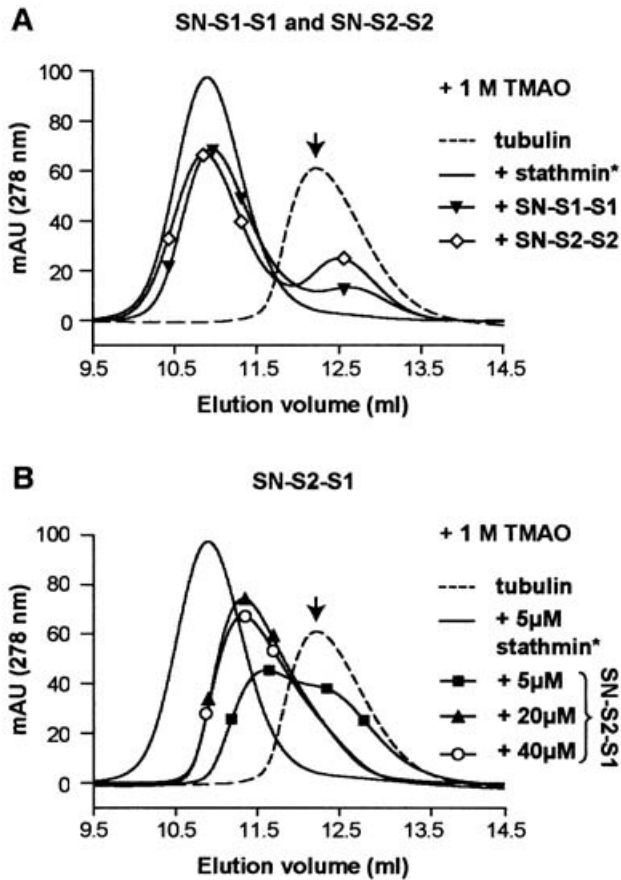 A
SN-S1-S1 and SN-S2-S2
mAU (278 nm)
100
80
60
40
20
0
9.5 10.5 11.5 12.5 13.5 14.5
Elution volume (ml)
+ 1 M TMAO
tubulin
+ stathmin*
+ SN-S1-S1
+ SN-S2-S2
B
SN-S2-S1
mAU (278 nm)
100
80
60
40
20
0
9.5 10.5 11.5 12.5 13.5 14.5
Elution volume (ml)
+ 1 M TMAO
tubulin
+ 5µM
stathmin*
+ 5µM
+ 20µM
+ 40µM
SN-S2-S1